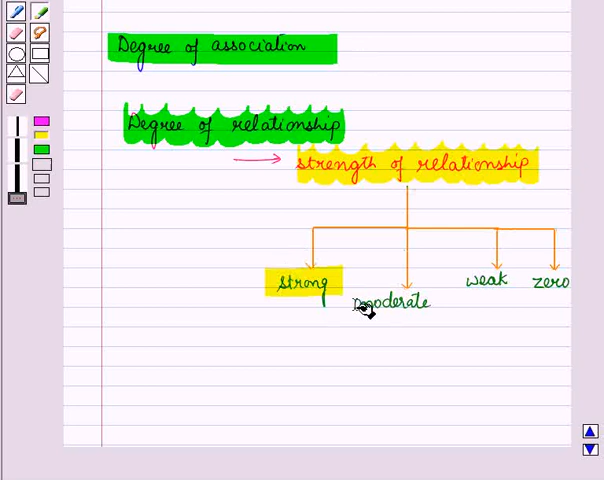 Degree of association
Degree of relationship
strength of relationship
strong
moderate
weak
zero